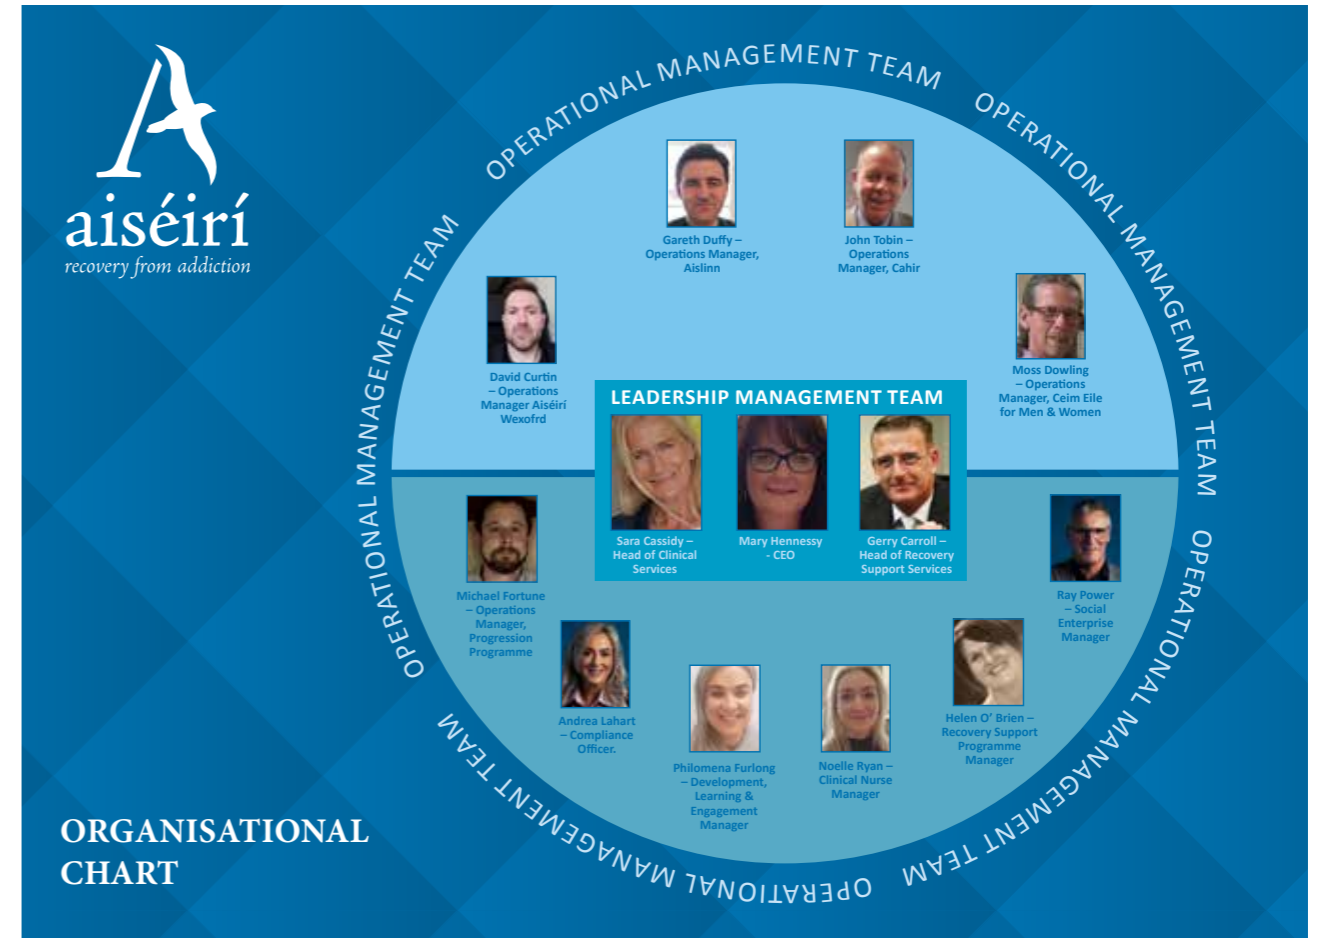 aiséirí
recovery from addiction
OPERATIONAL MANAGEMENT TEAM
OPERATIONAL MANAGEMENT TEAM
OPERATIONAL MANAGEMENT TEAM
OPERATIONAL MANAGEMENT TEAM
OPERATIONAL MANAGEMENT TEAM
Gareth Duffy –
Operations Manager,
Aislinn
John Tobin –
Operations
Manager, Cahir
David Curtin
– Operations
Manager Aiséirí
Wexofrd
Moss Dowling
– Operations
Manager, Ceim Eile
for Men & Women
LEADERSHIP MANAGEMENT TEAM
Sara Cassidy –
Head of Clinical
Services
Mary Hennessy
- CEO
Gerry Carroll –
Head of Recovery
Support Services
Michael Fortune
– Operations
Manager,
Progression
Programme
Ray Power
– Social
Enterprise
Manager
Andrea Lahart
– Compliance
Officer.
Philomena Furlong
– Development,
Learning &
Engagement
Manager
Noelle Ryan –
Clinical Nurse
Manager
Helen O' Brien –
Recovery Support
Programme
Manager
ORGANISATIONAL
CHART